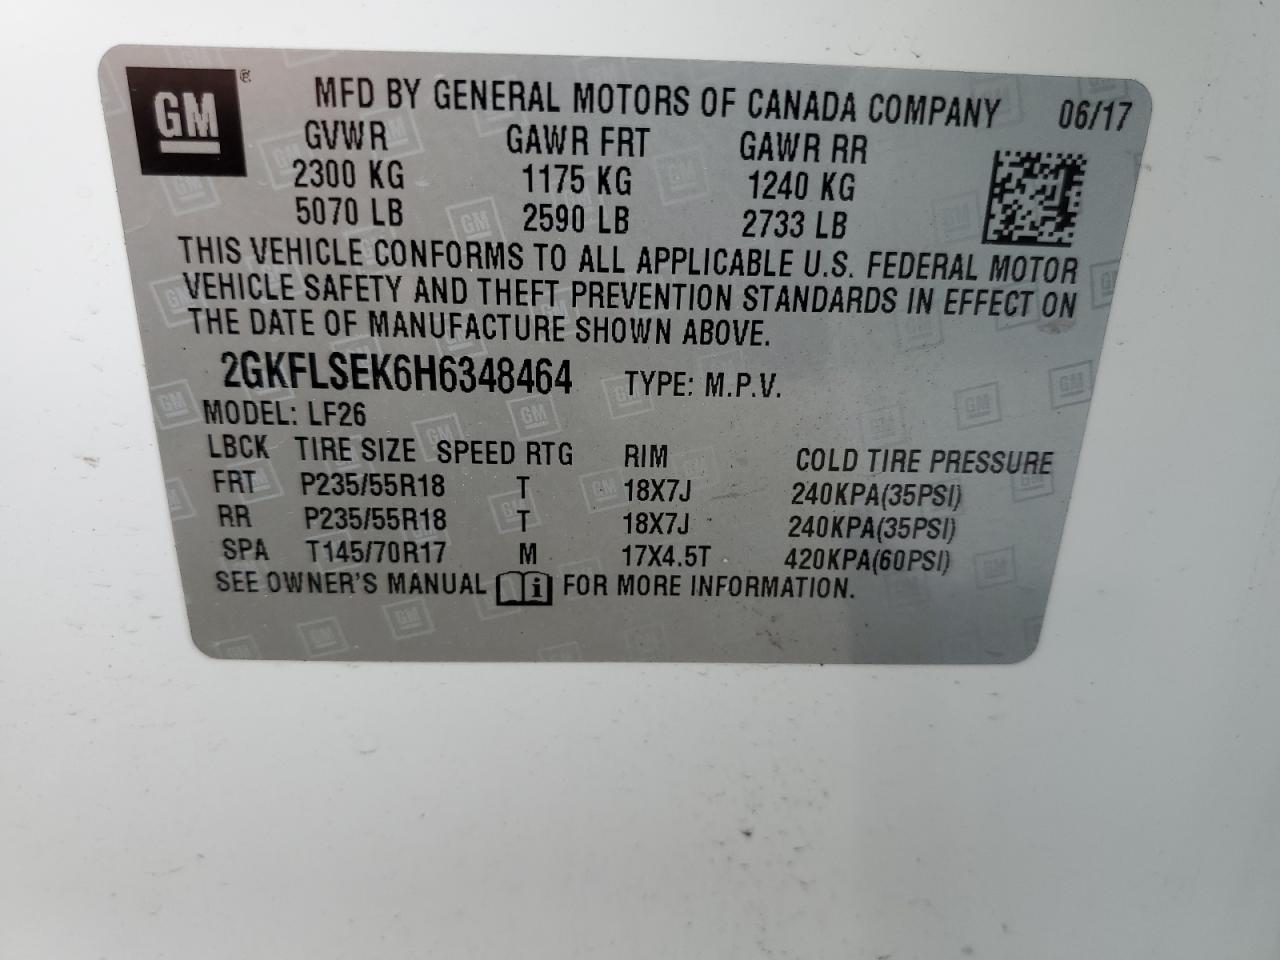 GM ®
MFD BY GENERAL MOTORS OF CANADA COMPANY 06/17
GVWR GAWR FRT GAWR RR
2300 KG 1175 KG 1240 KG
5070 LB 2590 LB 2733 LB
THIS VEHICLE CONFORMS TO ALL APPLICABLE U.S. FEDERAL MOTOR
VEHICLE SAFETY AND THEFT PREVENTION STANDARDS IN EFFECT ON
THE DATE OF MANUFACTURE SHOWN ABOVE.
2GKFLSEK6H6348464 TYPE: M.P.V.
MODEL: LF26
LBCK TIRE SIZE SPEED RTG RIM COLD TIRE PRESSURE
FRT P235/55R18 T 18X7J 240KPA(35PSI)
RR P235/55R18 T 18X7J 240KPA(35PSI)
SPA T145/70R17 M 17X4.5T 420KPA(60PSI)
SEE OWNER'S MANUAL i FOR MORE INFORMATION.